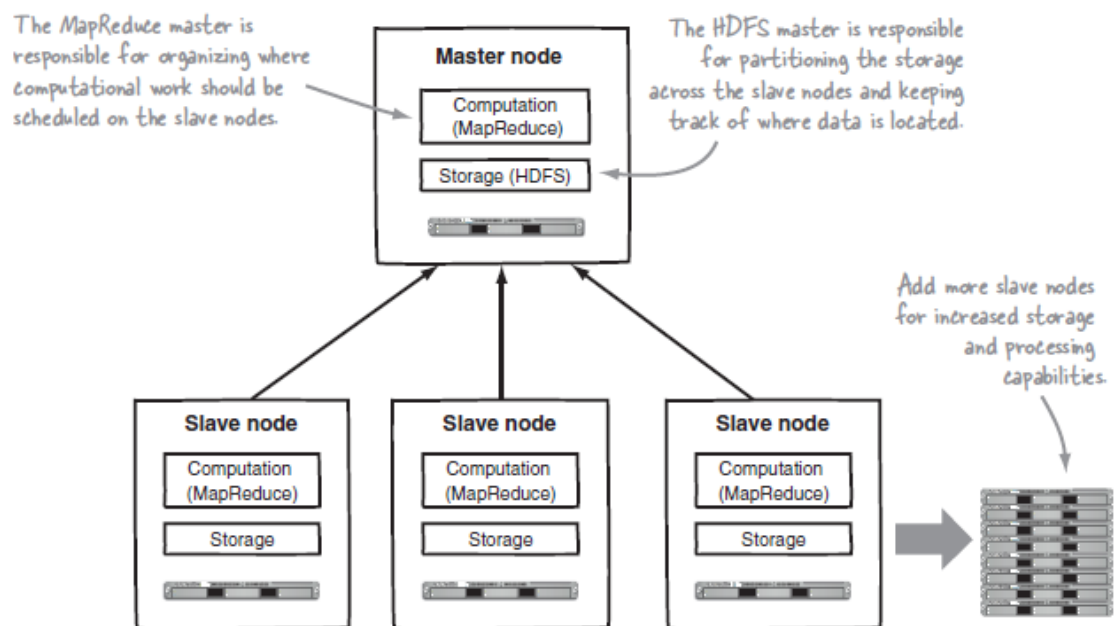 The MapReduce master is
responsible for organizing where
computational work should be
scheduled on the slave nodes.
Master node
Computation
(MapReduce)
Storage (HDFS)
The HDFS master is responsible
for partitioning the storage
across the slave nodes and keeping
track of where data is located.
Add more slave nodes
for increased storage
and processing
capabilities.
Slave node
Computation
(MapReduce)
Storage
Slave node
Computation
(MapReduce)
Storage
Slave node
Computation
(MapReduce)
Storage